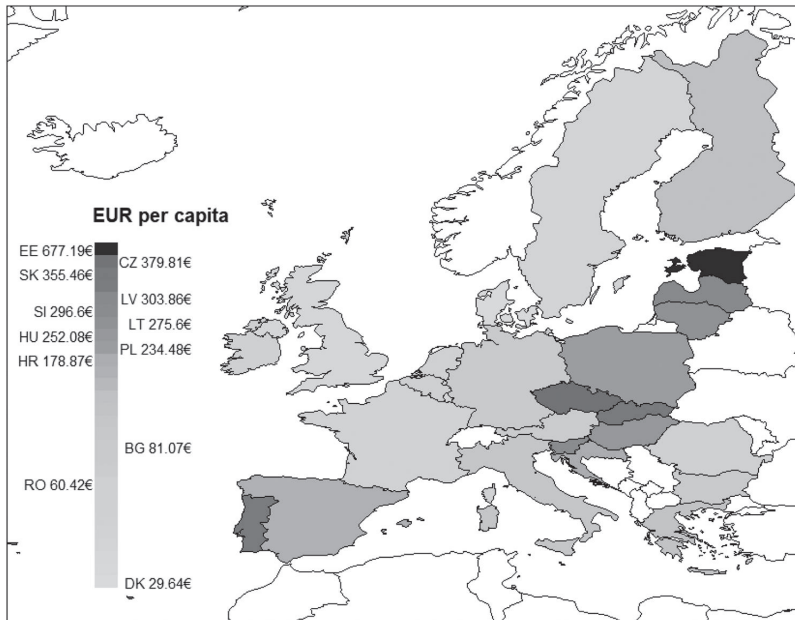 EUR per capita
EE 677.19€
CZ 379.81€
SK 355.46€
LV 303.86€
SI 296.6€
LT 275.6€
HU 252.08€
PL 234.48€
HR 178.87€
BG 81.07€
RO 60.42€
DK 29.64€